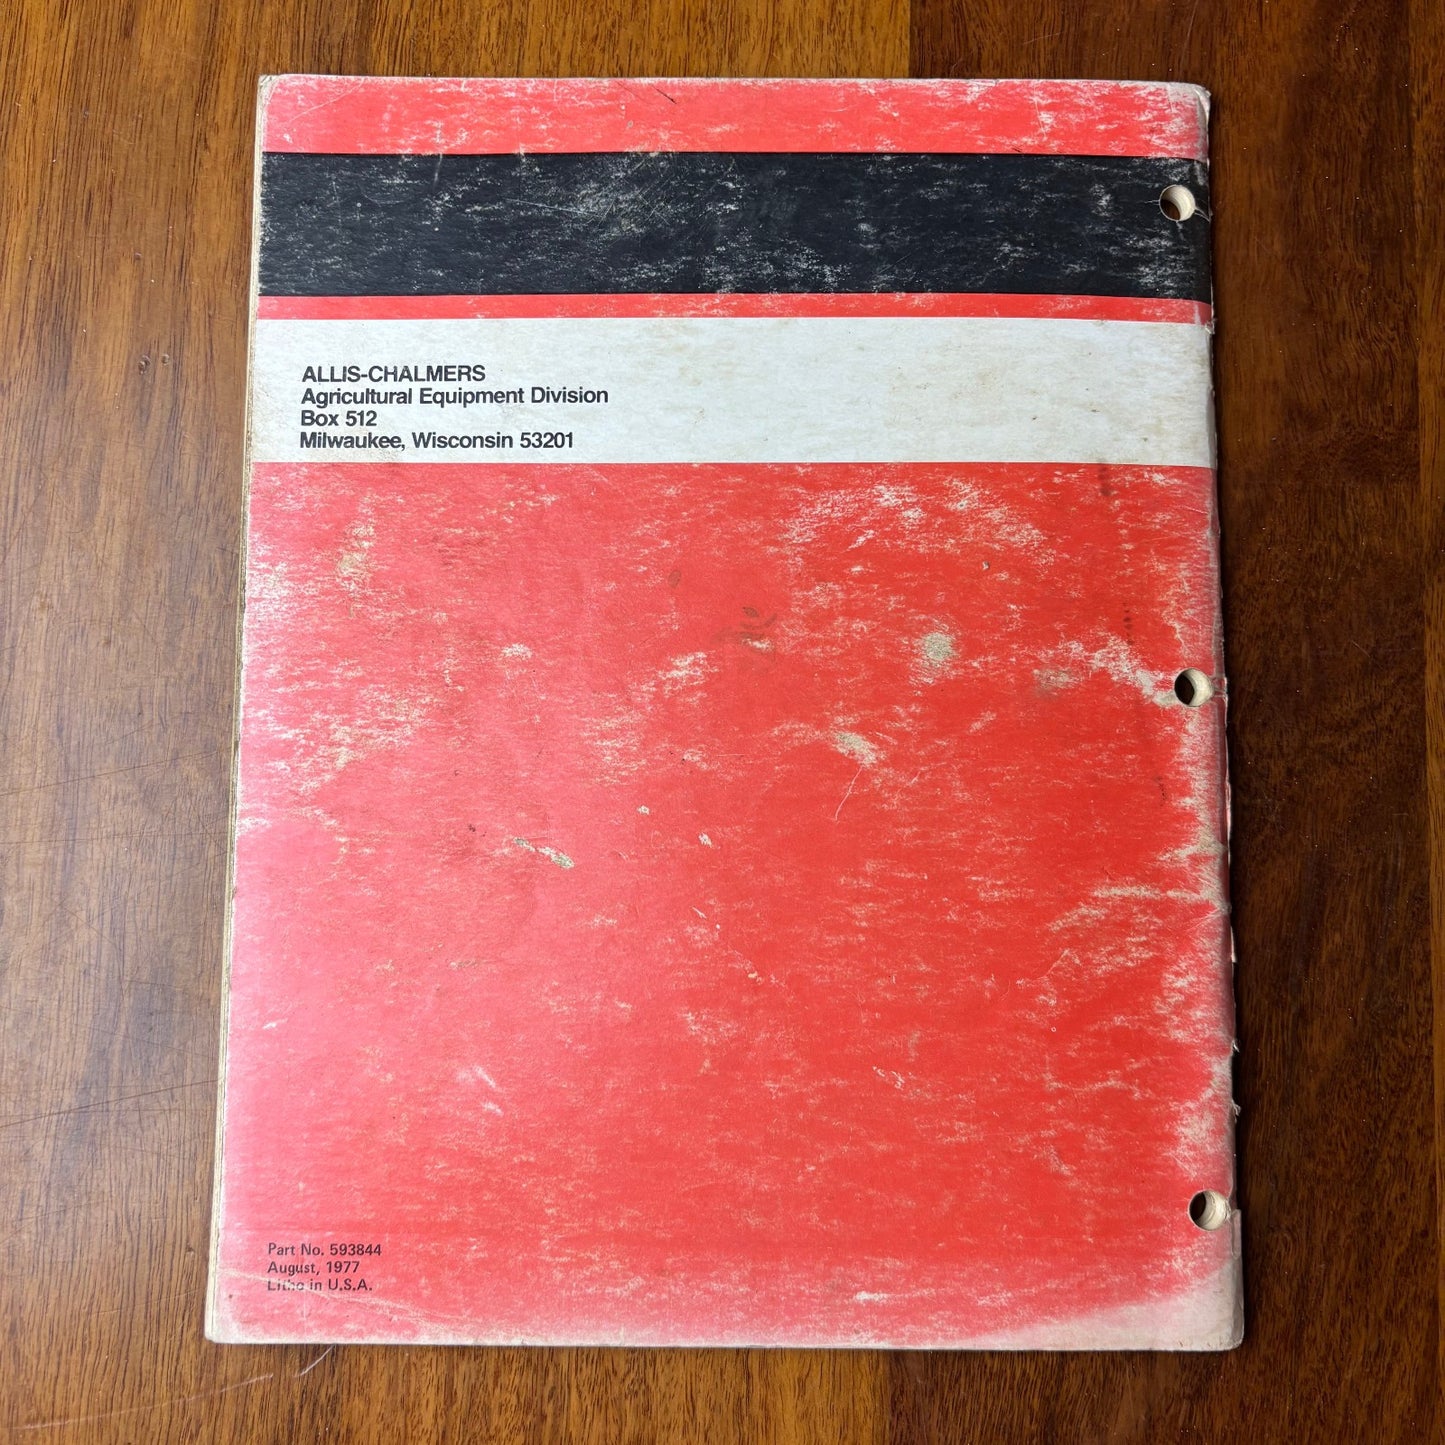 ALLIS-CHALMERS
Agricultural Equipment Division
Box 512
Milwaukee, Wisconsin 53201
Part No. 593844
August, 1977
Litho in U.S.A.